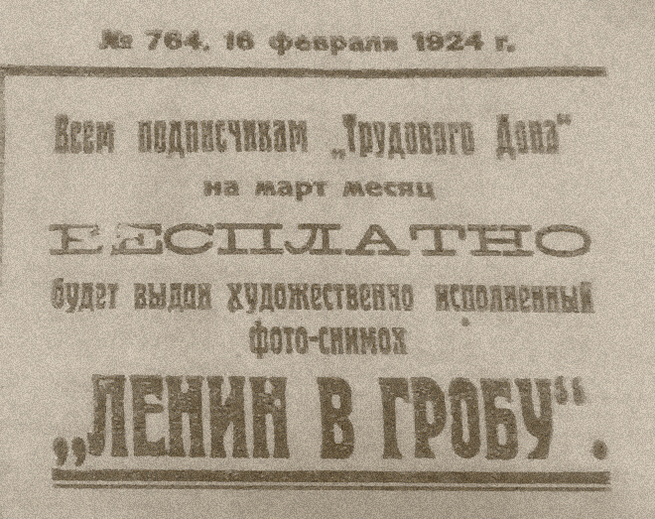 № 764. 16 февраля 1924 г.
Всем подписчикам „Трудового Дона“
на март месяц
БЕСПЛАТНО
будет выдан художественно исполненный
фото-снимок
„ЛЕНИН В ГРОБУ“.